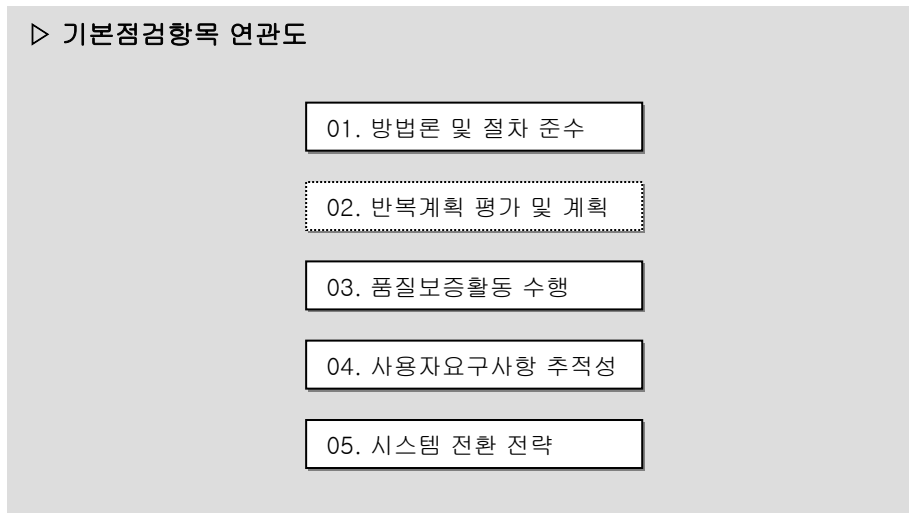 ▷ 기본점검항목 연관도
01. 방법론 및 절차 준수
02. 반복계획 평가 및 계획
03. 품질보증활동 수행
04. 사용자요구사항 추적성
05. 시스템 전환 전략